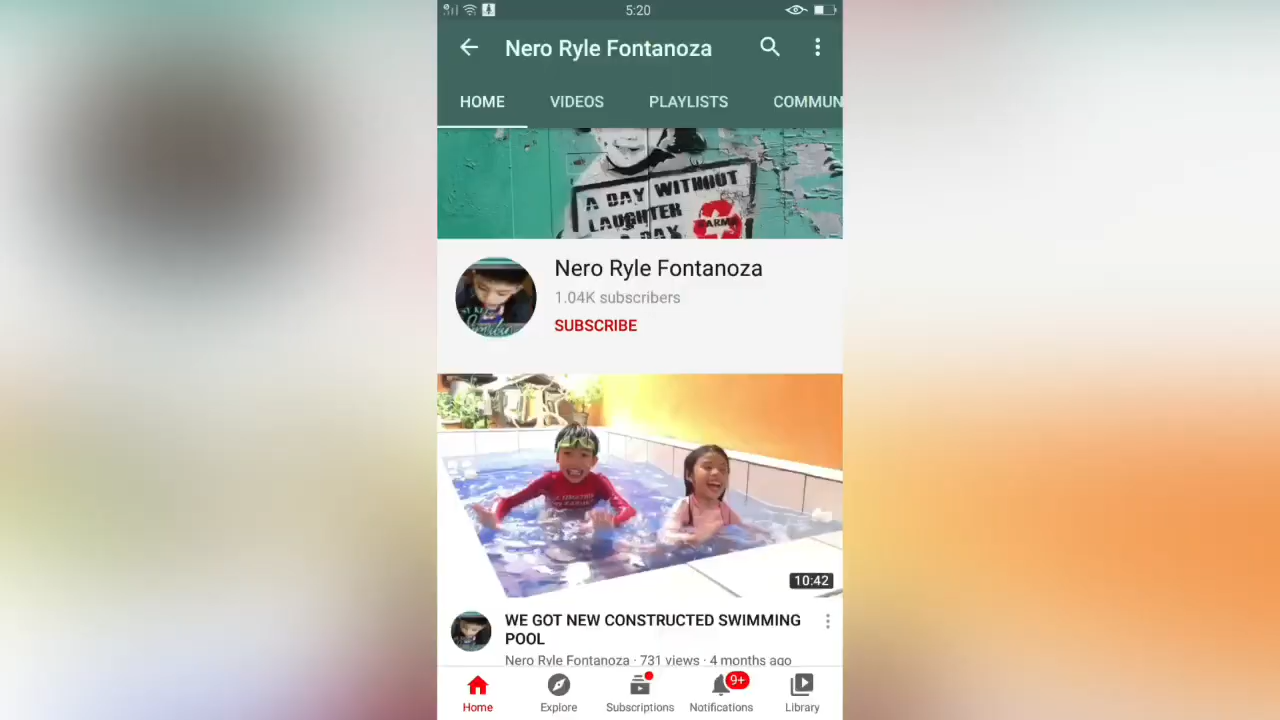 5:20
Nero Ryle Fontanoza
HOME VIDEOS PLAYLISTS COMMUN
A DAY WITHOUT
LAUGHTER
A DAY
KARMA
Nero Ryle Fontanoza
1.04K subscribers
SUBSCRIBE
10:42
WE GOT NEW CONSTRUCTED SWIMMING
POOL
Nero Ryle Fontanoza · 731 views · 4 months ago
9+
Home Explore Subscriptions Notifications Library